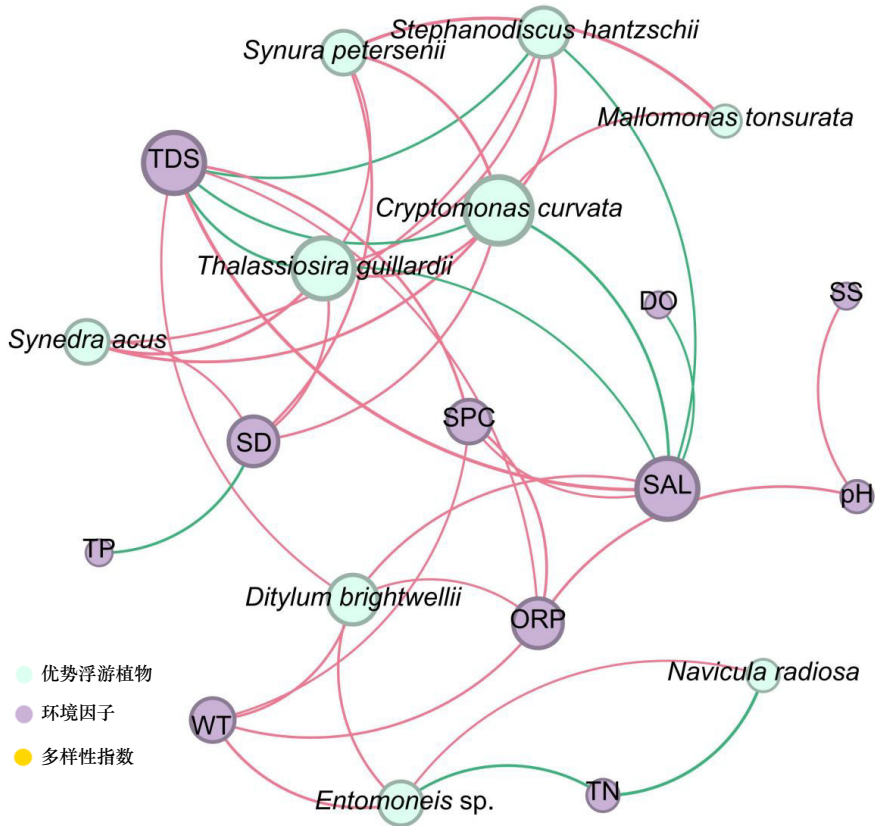 Stephanodiscus hantzschii
Synura petersenii
Mallomonas tonsurata
TDS
Cryptomonas curvata
Thalassiosira guillardii
DO
SS
Synedra acus
SPC
SD
SAL
pH
TP
Ditylum brightwellii
ORP
优势浮游植物
Navicula radiosa
环境因子
WT
多样性指数
TN
Entomoneis sp.